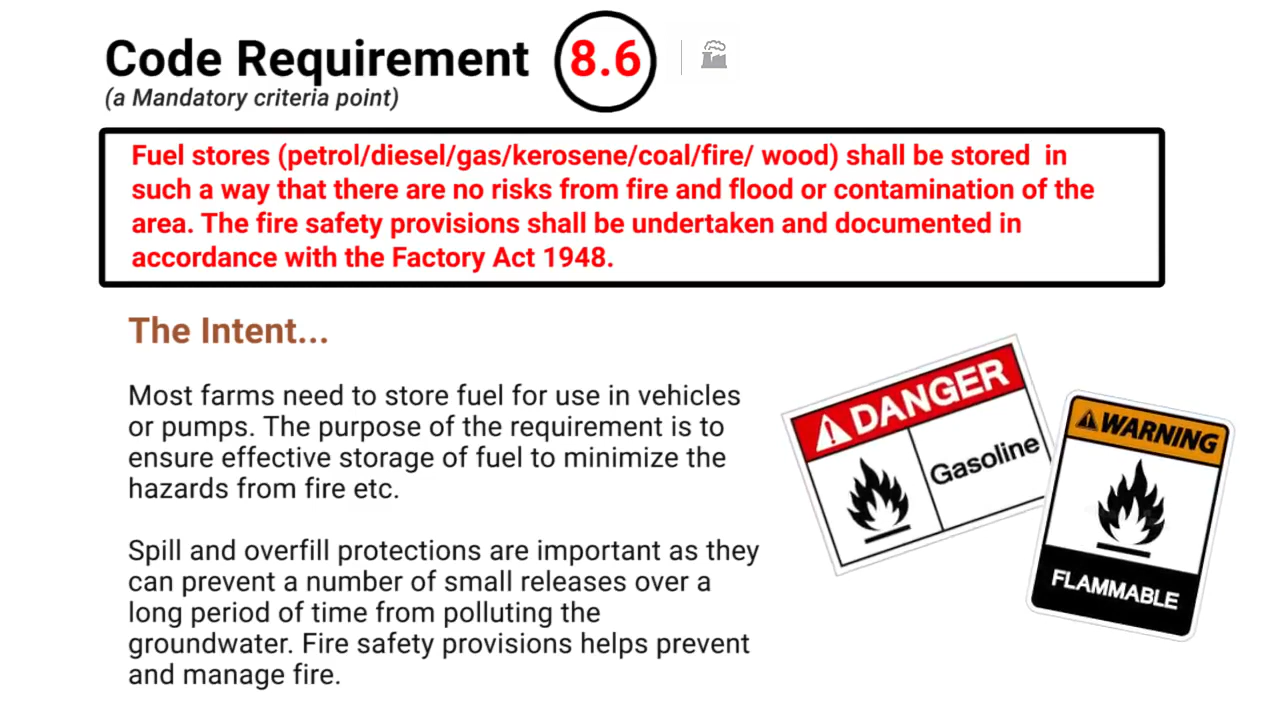 Code Requirement 8.6
(a Mandatory criteria point)
Fuel stores (petrol/diesel/gas/kerosene/coal/fire/ wood) shall be stored in
such a way that there are no risks from fire and flood or contamination of the
area. The fire safety provisions shall be undertaken and documented in
accordance with the Factory Act 1948.
The Intent...
Most farms need to store fuel for use in vehicles
or pumps. The purpose of the requirement is to
ensure effective storage of fuel to minimize the
hazards from fire etc.
Spill and overfill protections are important as they
can prevent a number of small releases over a
long period of time from polluting the
groundwater. Fire safety provisions helps prevent
and manage fire.
DANGER
Gasoline
WARNING
FLAMMABLE